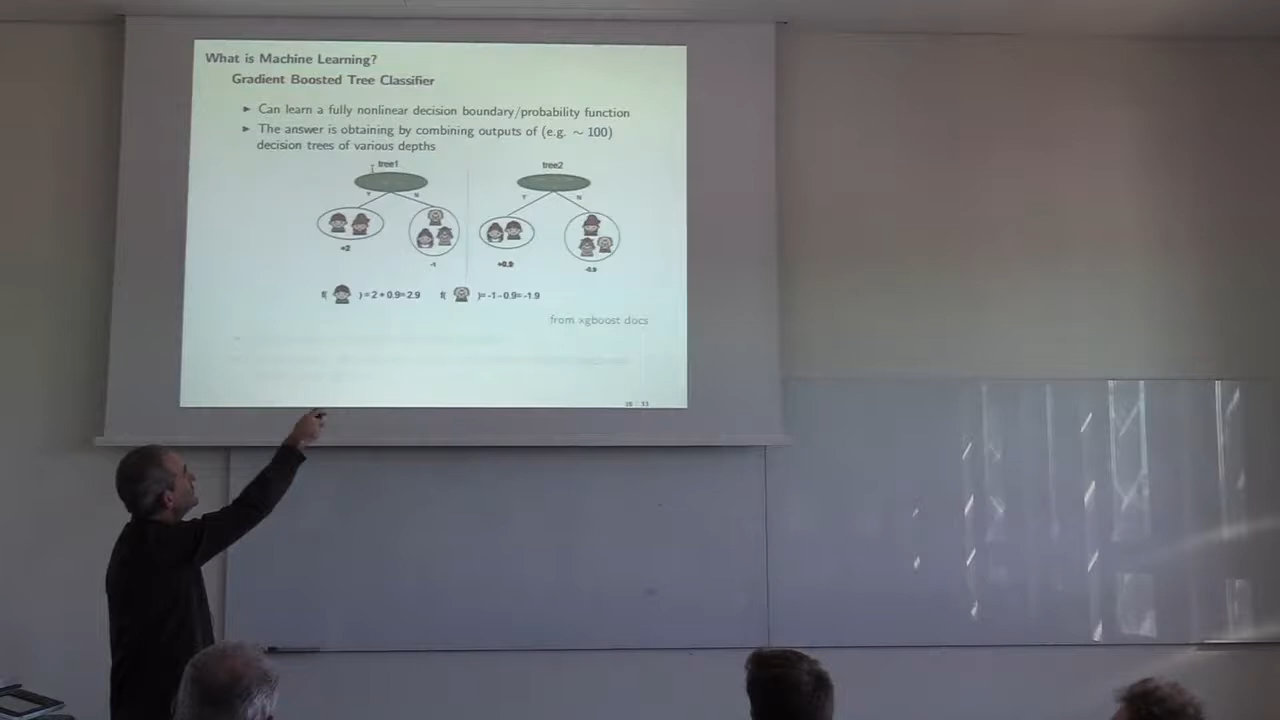 What is Machine Learning?
Gradient Boosted Tree Classifier
► Can learn a fully nonlinear decision boundary/probability function
► The answer is obtaining by combining outputs of (e.g. ∼ 100)
decision trees of various depths
tree1 tree2
Y N Y N
+2 -1 +0.9 -0.9
f( )=2 + 0.9=2.9 f( )=-1 - 0.9=-1.9
from xgboost docs